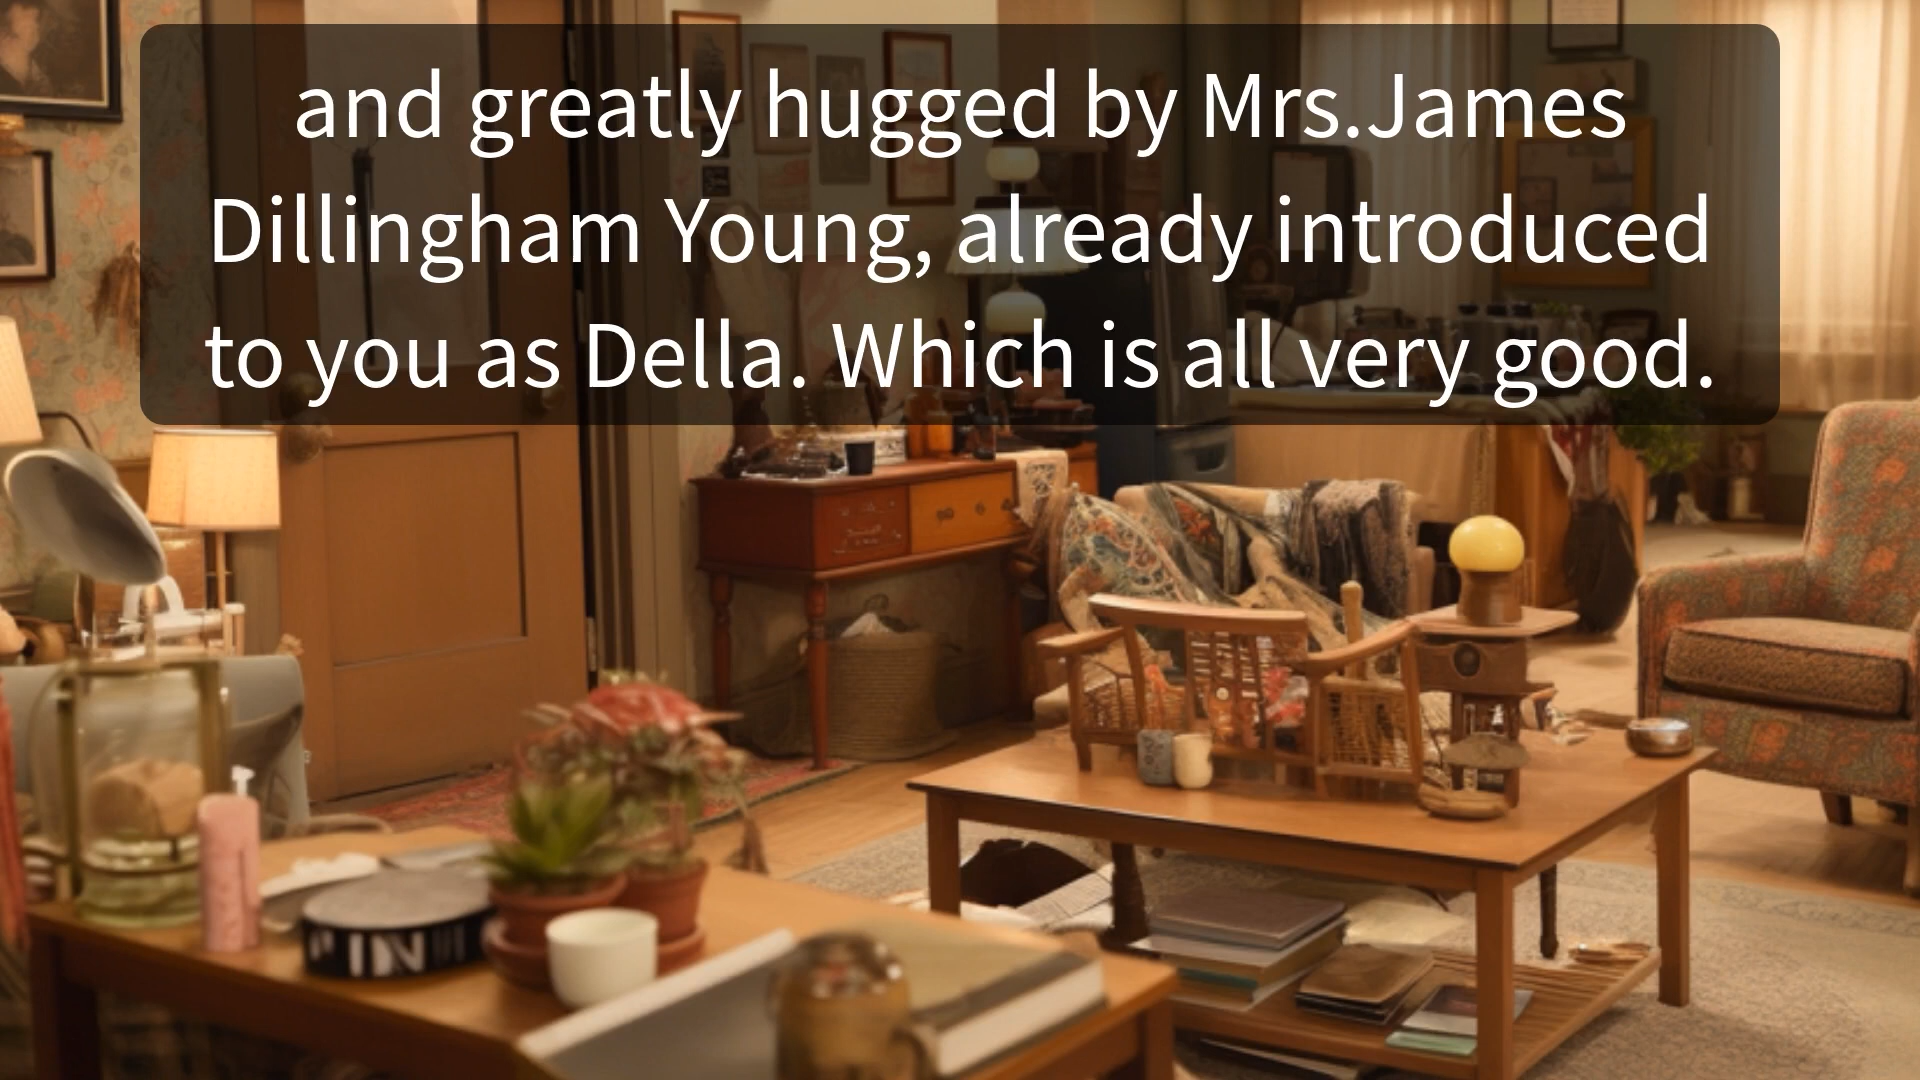 and greatly hugged by Mrs.James
Dillingham Young, already introduced
to you as Della. Which is all very good.